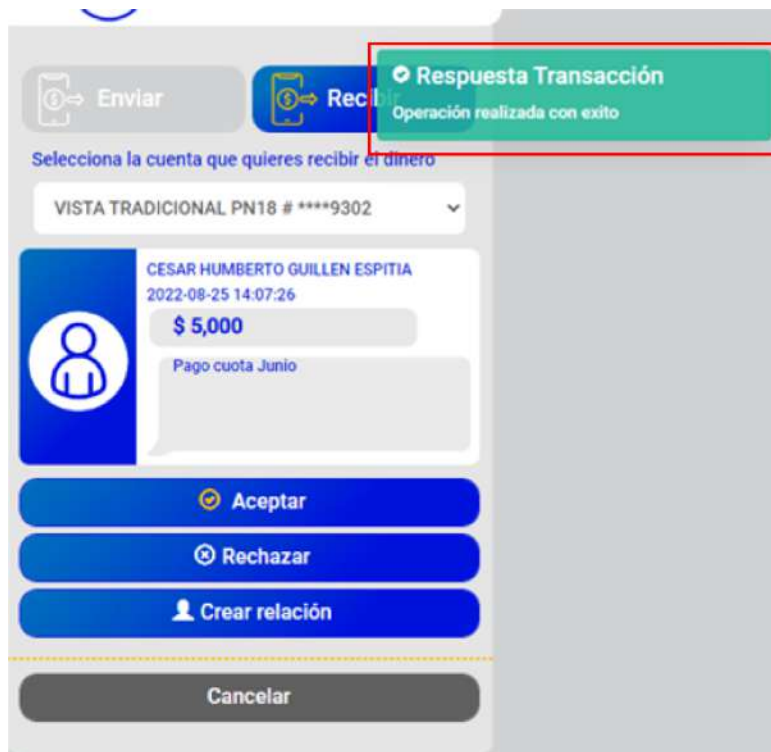 Enviar
Recibir
Respuesta Transacción
Operación realizada con exito
Selecciona la cuenta que quieres recibir el dinero
VISTA TRADICIONAL PN18 # ****9302
CESAR HUMBERTO GUILLEN ESPITIA
2022-08-25 14:07:26
$ 5,000
Pago cuota Junio
Aceptar
Rechazar
Crear relación
Cancelar